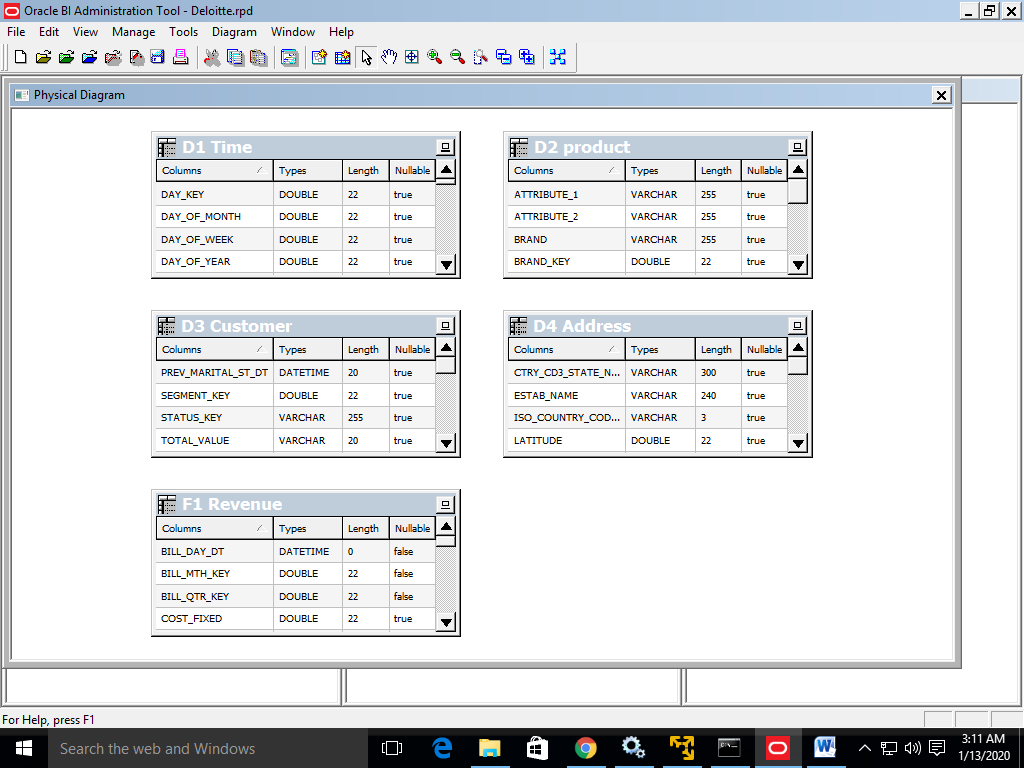 Oracle BI Administration Tool - Deloitte.rpd
File Edit View Manage Tools Diagram Window Help
Physical Diagram
D1 Time
Columns Types Length Nullable
DAY_KEY DOUBLE 22 true
DAY_OF_MONTH DOUBLE 22 true
DAY_OF_WEEK DOUBLE 22 true
DAY_OF_YEAR DOUBLE 22 true
D2 product
Columns Types Length Nullable
ATTRIBUTE_1 VARCHAR 255 true
ATTRIBUTE_2 VARCHAR 255 true
BRAND VARCHAR 255 true
BRAND_KEY DOUBLE 22 true
D3 Customer
Columns Types Length Nullable
PREV_MARITAL_ST_DT DATETIME 20 true
SEGMENT_KEY DOUBLE 22 true
STATUS_KEY VARCHAR 255 true
TOTAL_VALUE VARCHAR 20 true
D4 Address
Columns Types Length Nullable
CTRY_CD3_STATE_N... VARCHAR 300 true
ESTAB_NAME VARCHAR 240 true
ISO_COUNTRY_COD... VARCHAR 3 true
LATITUDE DOUBLE 22 true
F1 Revenue
Columns Types Length Nullable
BILL_DAY_DT DATETIME 0 false
BILL_MTH_KEY DOUBLE 22 false
BILL_QTR_KEY DOUBLE 22 false
COST_FIXED DOUBLE 22 true
For Help, press F1
Search the web and Windows
3:11 AM
1/13/2020